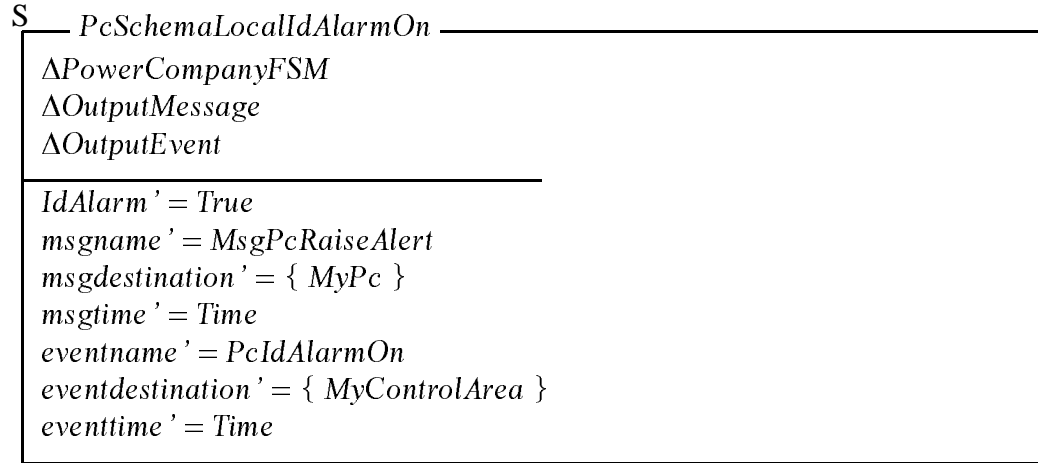 S
PcSchemaLocalIdAlarmOn
ΔPowerCompanyFSM
ΔOutputMessage
ΔOutputEvent
IdAlarm ' = True
msgname ' = MsgPcRaiseAlert
msgdestination ' = { MyPc }
msgtime ' = Time
eventname ' = PcIdAlarmOn
eventdestination ' = { MyControlArea }
eventtime ' = Time